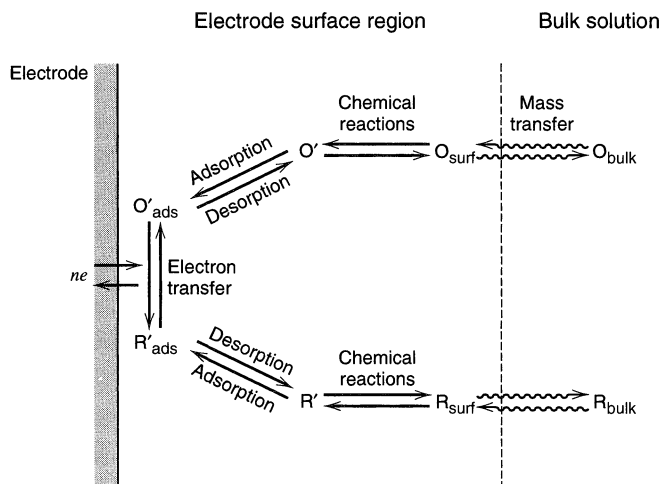 Electrode surface region
Bulk solution
Electrode
Chemical
reactions
Mass
transfer
Adsorption
Desorption
O′
O_surf
O_bulk
O′_ads
ne
Electron
transfer
R′_ads
Desorption
Adsorption
Chemical
reactions
R′
R_surf
R_bulk